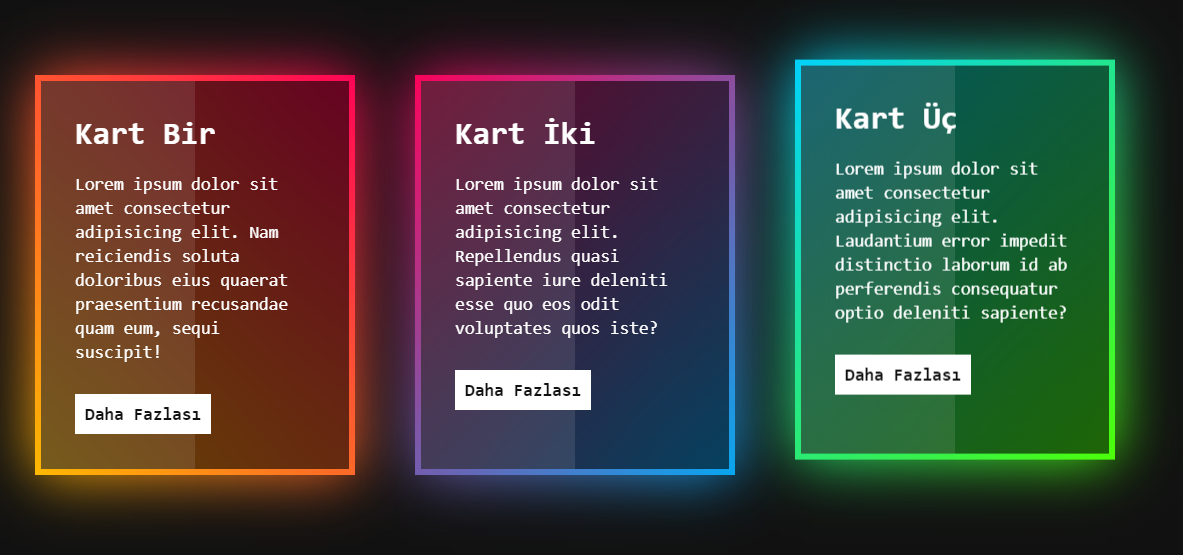 Kart Bir
Lorem ipsum dolor sit
amet consectetur
adipisicing elit. Nam
reiciendis soluta
doloribus eius quaerat
praesentium recusandae
quam eum, sequi
suscipit!
Daha Fazlası
Kart İki
Lorem ipsum dolor sit
amet consectetur
adipisicing elit.
Repellendus quasi
sapiente iure deleniti
esse quo eos odit
voluptates quos iste?
Daha Fazlası
Kart Üç
Lorem ipsum dolor sit
amet consectetur
adipisicing elit.
Laudantium error impedit
distinctio laborum id ab
perferendis consequatur
optio deleniti sapiente?
Daha Fazlası